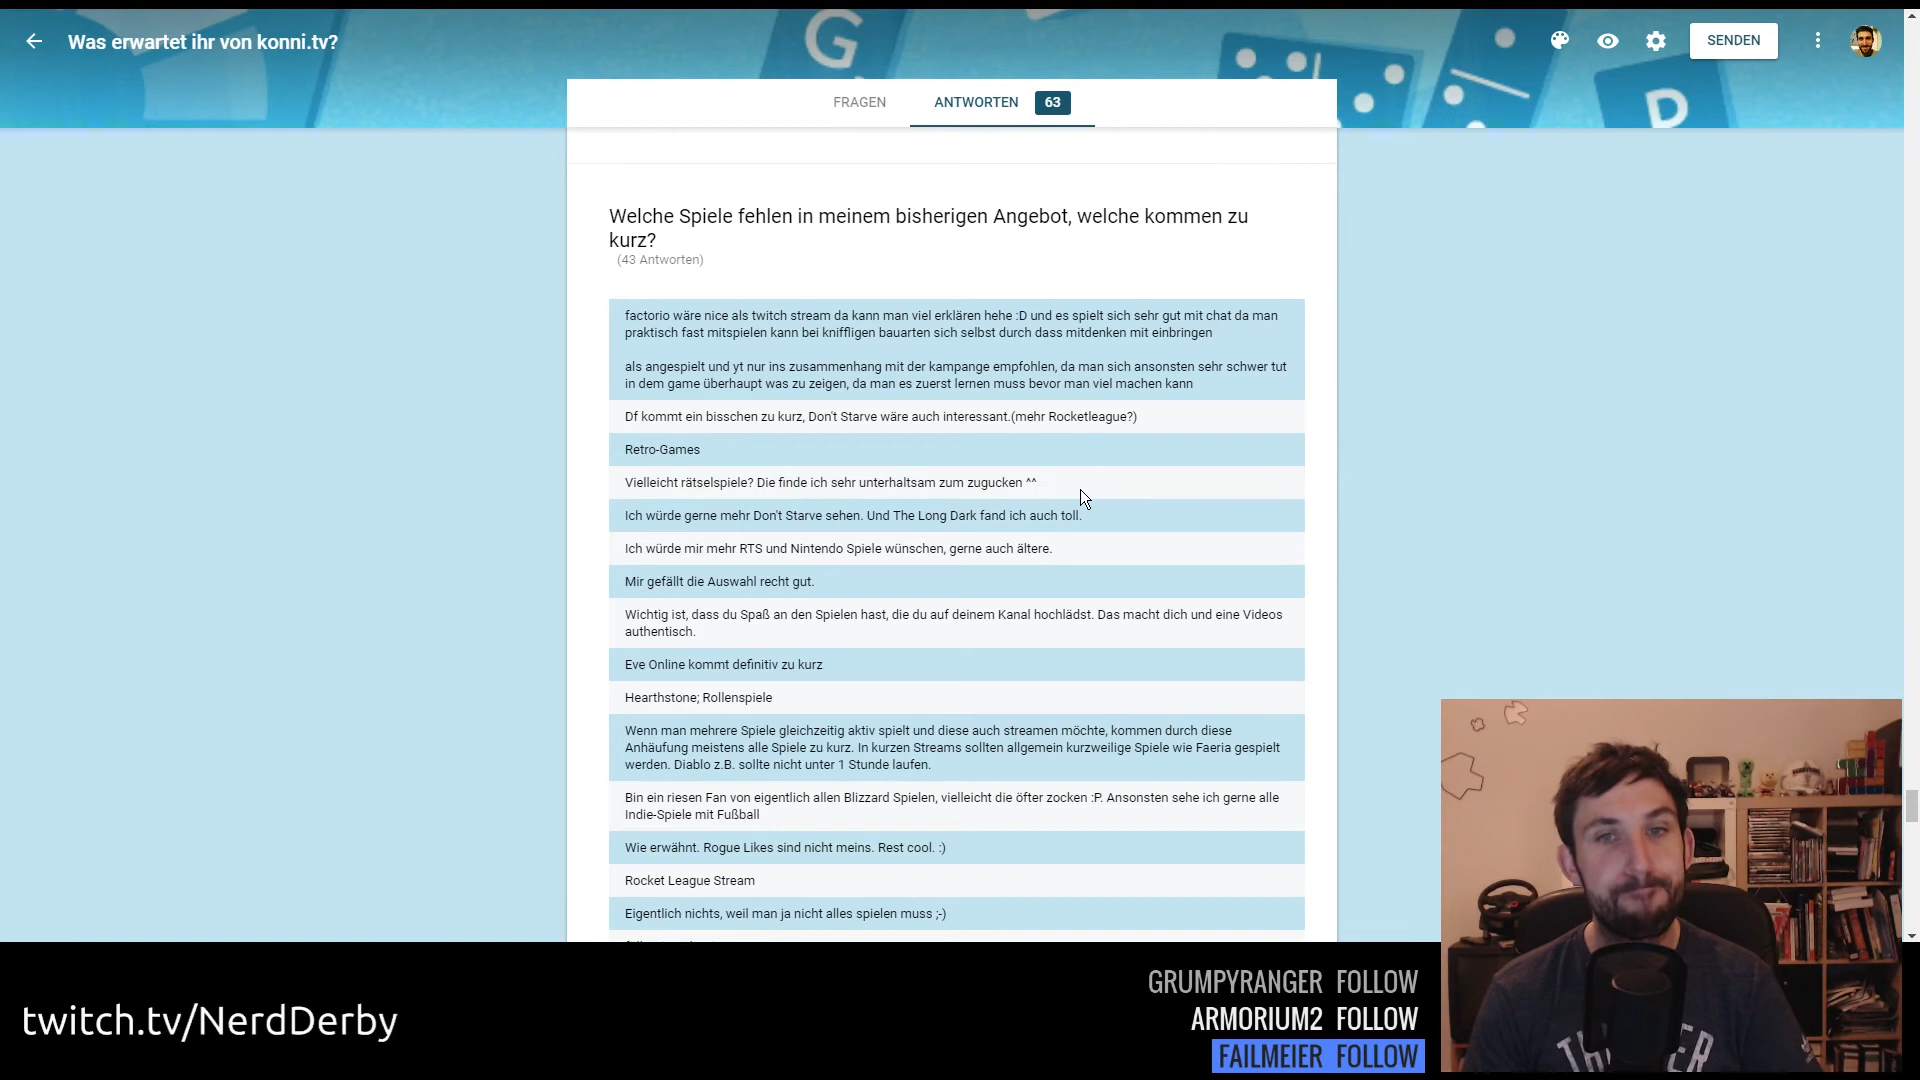 Was erwartet ihr von konni.tv?
SENDEN
G
D
FRAGEN
ANTWORTEN 63
Welche Spiele fehlen in meinem bisherigen Angebot, welche kommen zu
kurz?
(43 Antworten)
factorio wäre nice als twitch stream da kann man viel erklären hehe :D und es spielt sich sehr gut mit chat da man
praktisch fast mitspielen kann bei kniffligen bauarten sich selbst durch dass mitdenken mit einbringen
als angespielt und yt nur ins zusammenhang mit der kampange empfohlen, da man sich ansonsten sehr schwer tut
in dem game überhaupt was zu zeigen, da man es zuerst lernen muss bevor man viel machen kann
Df kommt ein bisschen zu kurz, Don't Starve wäre auch interessant.(mehr Rocketleague?)
Retro-Games
Vielleicht rätselspiele? Die finde ich sehr unterhaltsam zum zugucken ^^
Ich würde gerne mehr Don't Starve sehen. Und The Long Dark fand ich auch toll.
Ich würde mir mehr RTS und Nintendo Spiele wünschen, gerne auch ältere.
Mir gefällt die Auswahl recht gut.
Wichtig ist, dass du Spaß an den Spielen hast, die du auf deinem Kanal hochlädst. Das macht dich und eine Videos
authentisch.
Eve Online kommt definitiv zu kurz
Hearthstone; Rollenspiele
Wenn man mehrere Spiele gleichzeitig aktiv spielt und diese auch streamen möchte, kommen durch diese
Anhäufung meistens alle Spiele zu kurz. In kurzen Streams sollten allgemein kurzweilige Spiele wie Faeria gespielt
werden. Diablo z.B. sollte nicht unter 1 Stunde laufen.
Bin ein riesen Fan von eigentlich allen Blizzard Spielen, vielleicht die öfter zocken :P. Ansonsten sehe ich gerne alle
Indie-Spiele mit Fußball
Wie erwähnt. Rogue Likes sind nicht meins. Rest cool. :)
Rocket League Stream
Eigentlich nichts, weil man ja nicht alles spielen muss ;-)
twitch.tv/NerdDerby
GRUMPYRANGER FOLLOW
ARMORIUM2 FOLLOW
FAILMEIER FOLLOW